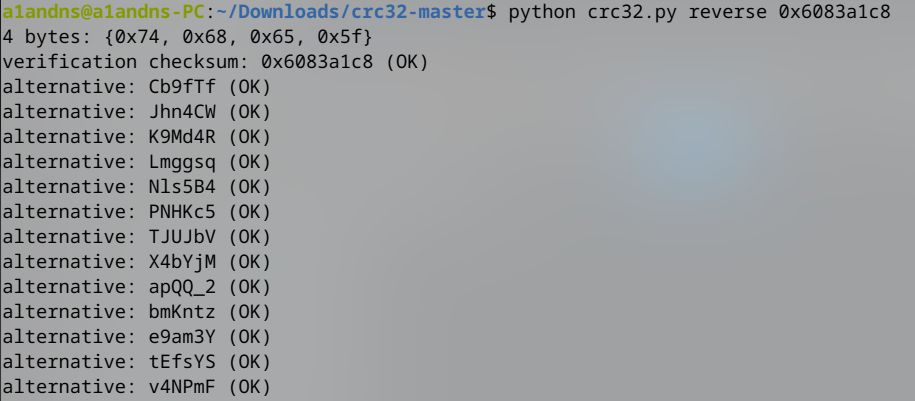 a1andns@a1andns-PC:~/Downloads/crc32-master$ python crc32.py reverse 0x6083a1c8
4 bytes: {0x74, 0x68, 0x65, 0x5f}
verification checksum: 0x6083a1c8 (OK)
alternative: Cb9fTf (OK)
alternative: Jhn4CW (OK)
alternative: K9Md4R (OK)
alternative: Lmggsq (OK)
alternative: Nls5B4 (OK)
alternative: PNHKc5 (OK)
alternative: TJUJbV (OK)
alternative: X4bYjM (OK)
alternative: apQQ_2 (OK)
alternative: bmKntz (OK)
alternative: e9am3Y (OK)
alternative: tEfsYS (OK)
alternative: v4NPmF (OK)